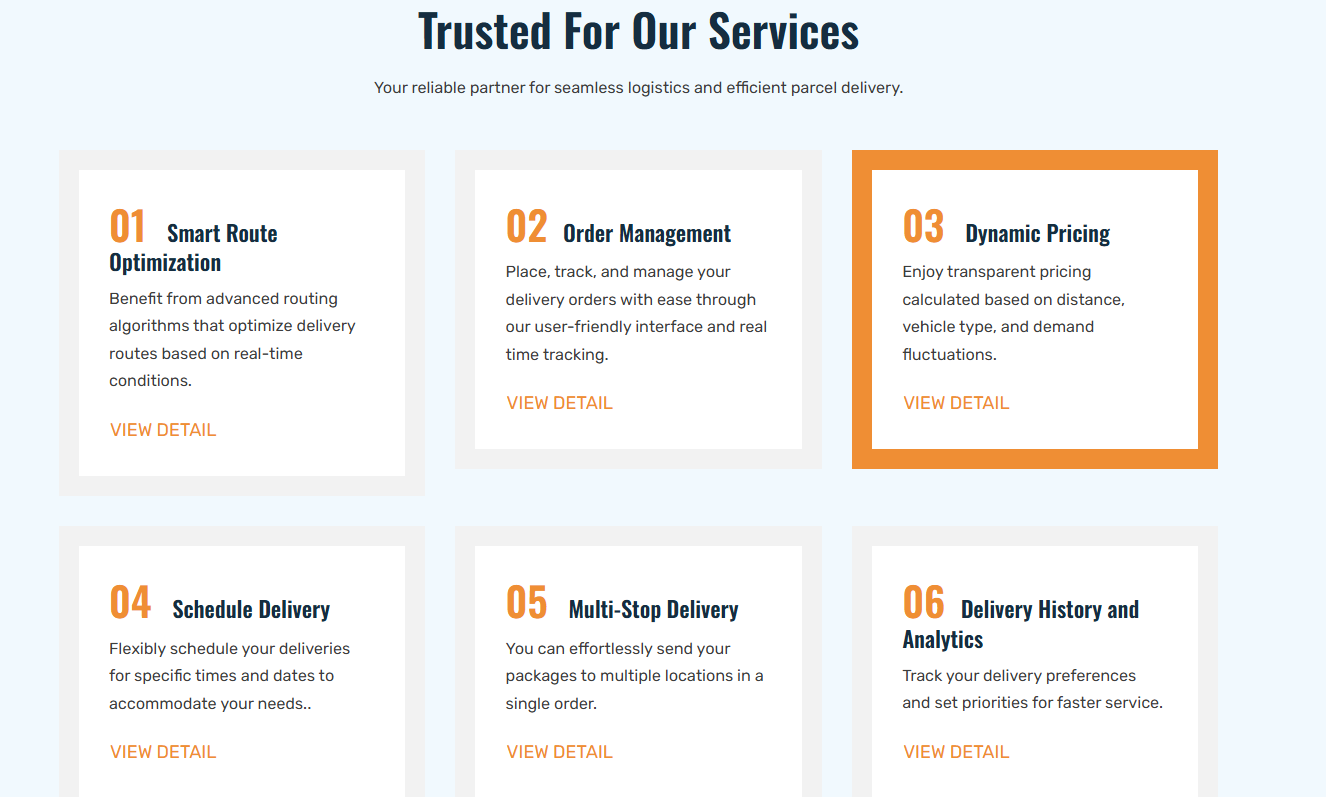 Trusted For Our Services
Your reliable partner for seamless logistics and efficient parcel delivery.
01 Smart Route
Optimization
Benefit from advanced routing
algorithms that optimize delivery
routes based on real-time
conditions.
VIEW DETAIL
02 Order Management
Place, track, and manage your
delivery orders with ease through
our user-friendly interface and real
time tracking.
VIEW DETAIL
03 Dynamic Pricing
Enjoy transparent pricing
calculated based on distance,
vehicle type, and demand
fluctuations.
VIEW DETAIL
04 Schedule Delivery
Flexibly schedule your deliveries
for specific times and dates to
accommodate your needs..
VIEW DETAIL
05 Multi-Stop Delivery
You can effortlessly send your
packages to multiple locations in a
single order.
VIEW DETAIL
06 Delivery History and
Analytics
Track your delivery preferences
and set priorities for faster service.
VIEW DETAIL